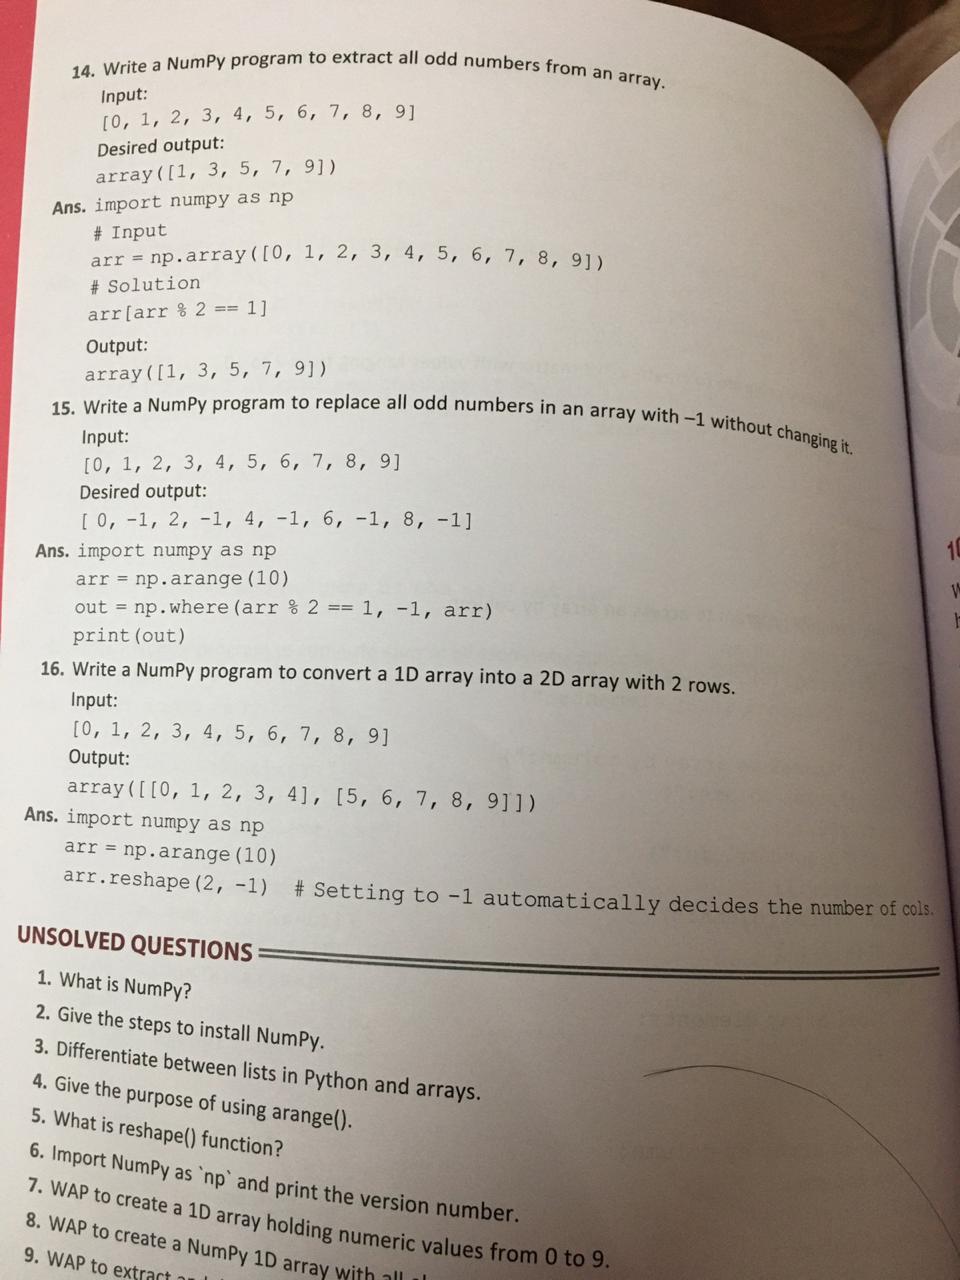 14. Write a NumPy program to extract all odd numbers from an array.
Input:
[0, 1, 2, 3, 4, 5, 6, 7, 8, 9]
Desired output:
array([1, 3, 5, 7, 9])
Ans. import numpy as np
# Input
arr = np.array([0, 1, 2, 3, 4, 5, 6, 7, 8, 9])
# Solution
arr[arr % 2 == 1]
Output:
array([1, 3, 5, 7, 9])
15. Write a NumPy program to replace all odd numbers in an array with –1 without changing it.
Input:
[0, 1, 2, 3, 4, 5, 6, 7, 8, 9]
Desired output:
[ 0, -1, 2, -1, 4, -1, 6, -1, 8, -1]
Ans. import numpy as np
arr = np.arange(10)
out = np.where(arr % 2 == 1, -1, arr)
print(out)
16. Write a NumPy program to convert a 1D array into a 2D array with 2 rows.
Input:
[0, 1, 2, 3, 4, 5, 6, 7, 8, 9]
Output:
array([[0, 1, 2, 3, 4], [5, 6, 7, 8, 9]])
Ans. import numpy as np
arr = np.arange(10)
arr.reshape(2, -1) # Setting to -1 automatically decides the number of cols.
UNSOLVED QUESTIONS
1. What is NumPy?
2. Give the steps to install NumPy.
3. Differentiate between lists in Python and arrays.
4. Give the purpose of using arange().
5. What is reshape() function?
6. Import NumPy as `np` and print the version number.
7. WAP to create a 1D array holding numeric values from 0 to 9.
8. WAP to create a NumPy 1D array with all
9. WAP to extract
10